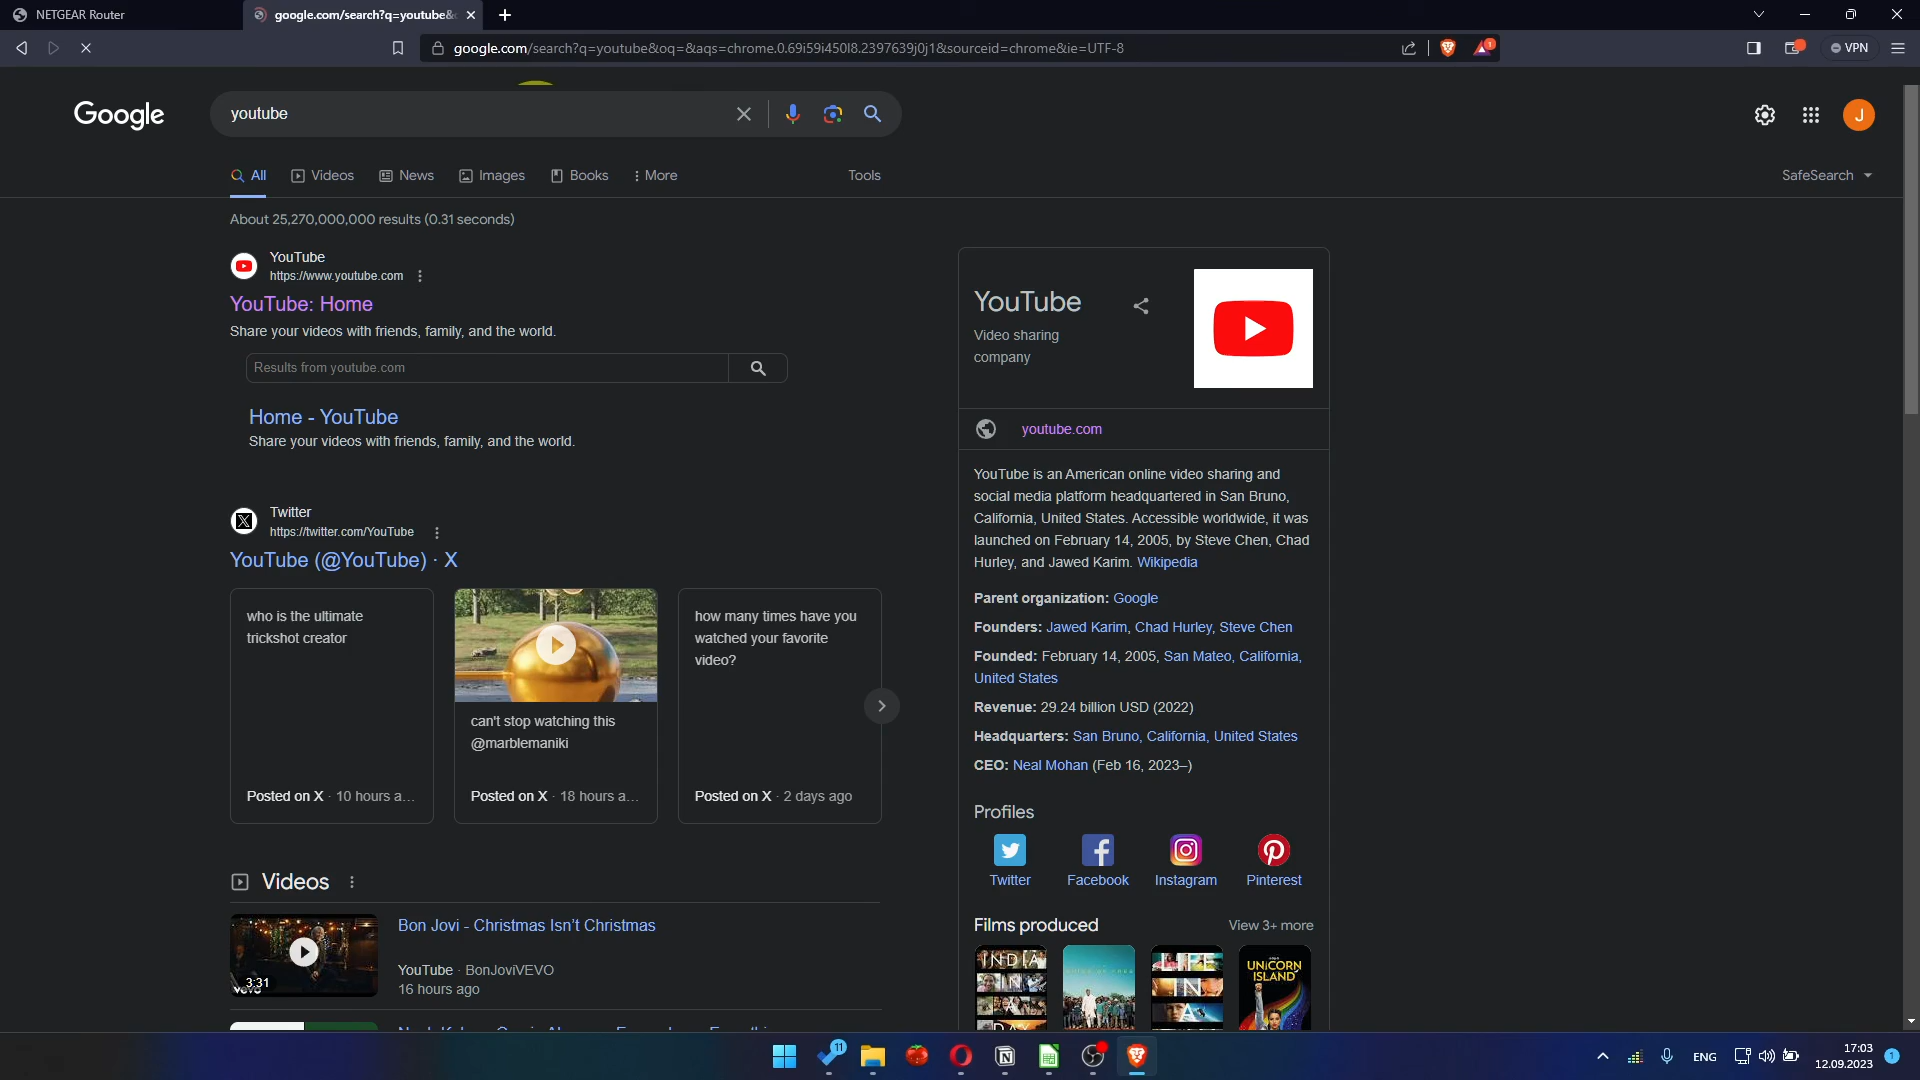 NETGEAR Router
google.com/search?q=youtube&
google.com/search?q=youtube&oq=&aqs=chrome.0.69i59i450l8.2397639j0j1&sourceid=chrome&ie=UTF-8
1
VPN
Google
youtube
J
All
Videos
News
Images
Books
More
Tools
SafeSearch
About 25,270,000,000 results (0.31 seconds)
YouTube
https://www.youtube.com
YouTube: Home
Share your videos with friends, family, and the world.
Results from youtube.com
Home - YouTube
Share your videos with friends, family, and the world.
Twitter
https://twitter.com/YouTube
YouTube (@YouTube) · X
who is the ultimate
trickshot creator
Posted on X · 10 hours a...
can't stop watching this
@marblemaniki
Posted on X · 18 hours a...
how many times have you
watched your favorite
video?
Posted on X · 2 days ago
Videos
3:31
vevo
Bon Jovi - Christmas Isn't Christmas
YouTube · BonJoviVEVO
16 hours ago
YouTube
Video sharing
company
youtube.com
YouTube is an American online video sharing and
social media platform headquartered in San Bruno,
California, United States. Accessible worldwide, it was
launched on February 14, 2005, by Steve Chen, Chad
Hurley, and Jawed Karim. Wikipedia
Parent organization: Google
Founders: Jawed Karim, Chad Hurley, Steve Chen
Founded: February 14, 2005, San Mateo, California,
United States
Revenue: 29.24 billion USD (2022)
Headquarters: San Bruno, California, United States
CEO: Neal Mohan (Feb 16, 2023–)
Profiles
Twitter
Facebook
Instagram
Pinterest
Films produced
View 3+ more
INDIA
IN
A
DAY
LIFE
IN
A
UNICORN
ISLAND
11
ENG
17:03
12.09.2023
1